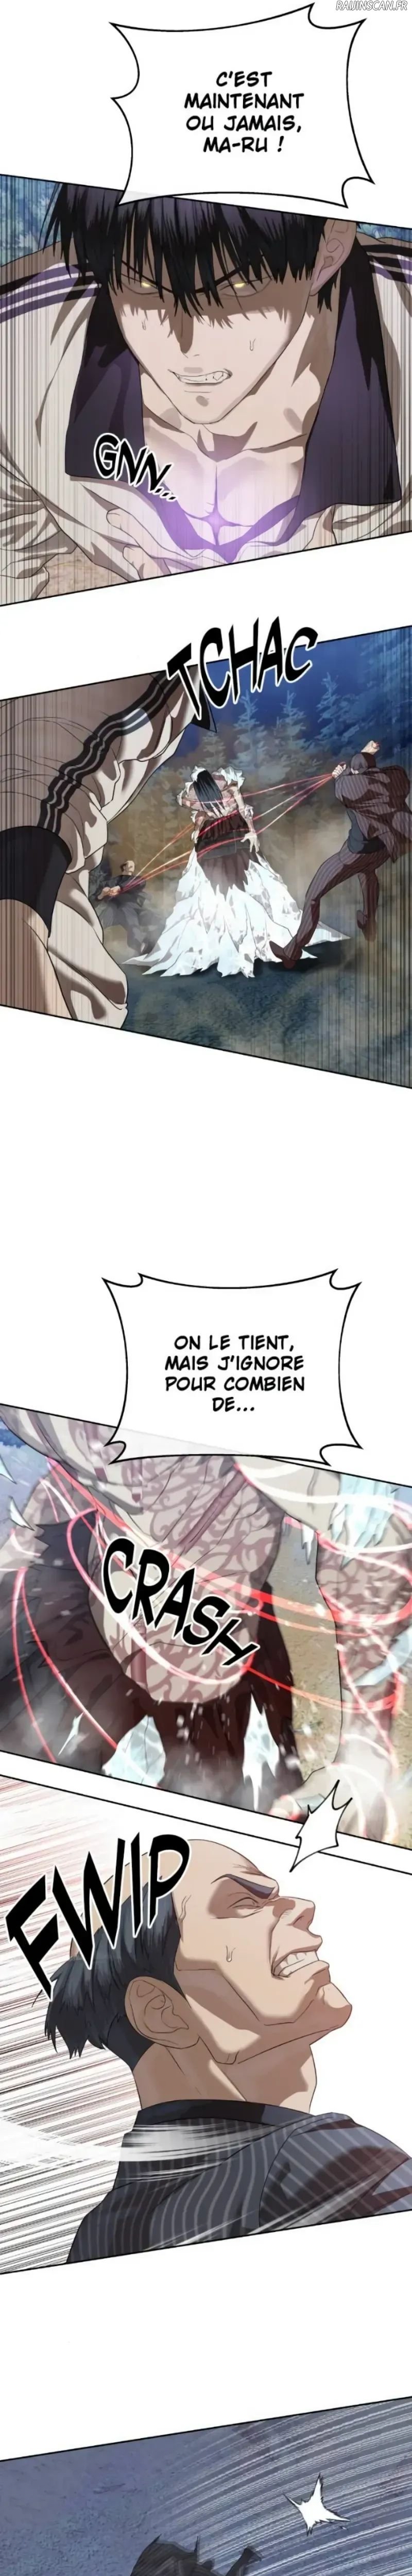 RAIJINSCAN.FR
C'EST
MAINTENANT
OU JAMAIS,
MA-RU !
GNN...
TCHAC
ON LE TIENT,
MAIS J'IGNORE
POUR COMBIEN
DE...
CRASH
FWIP